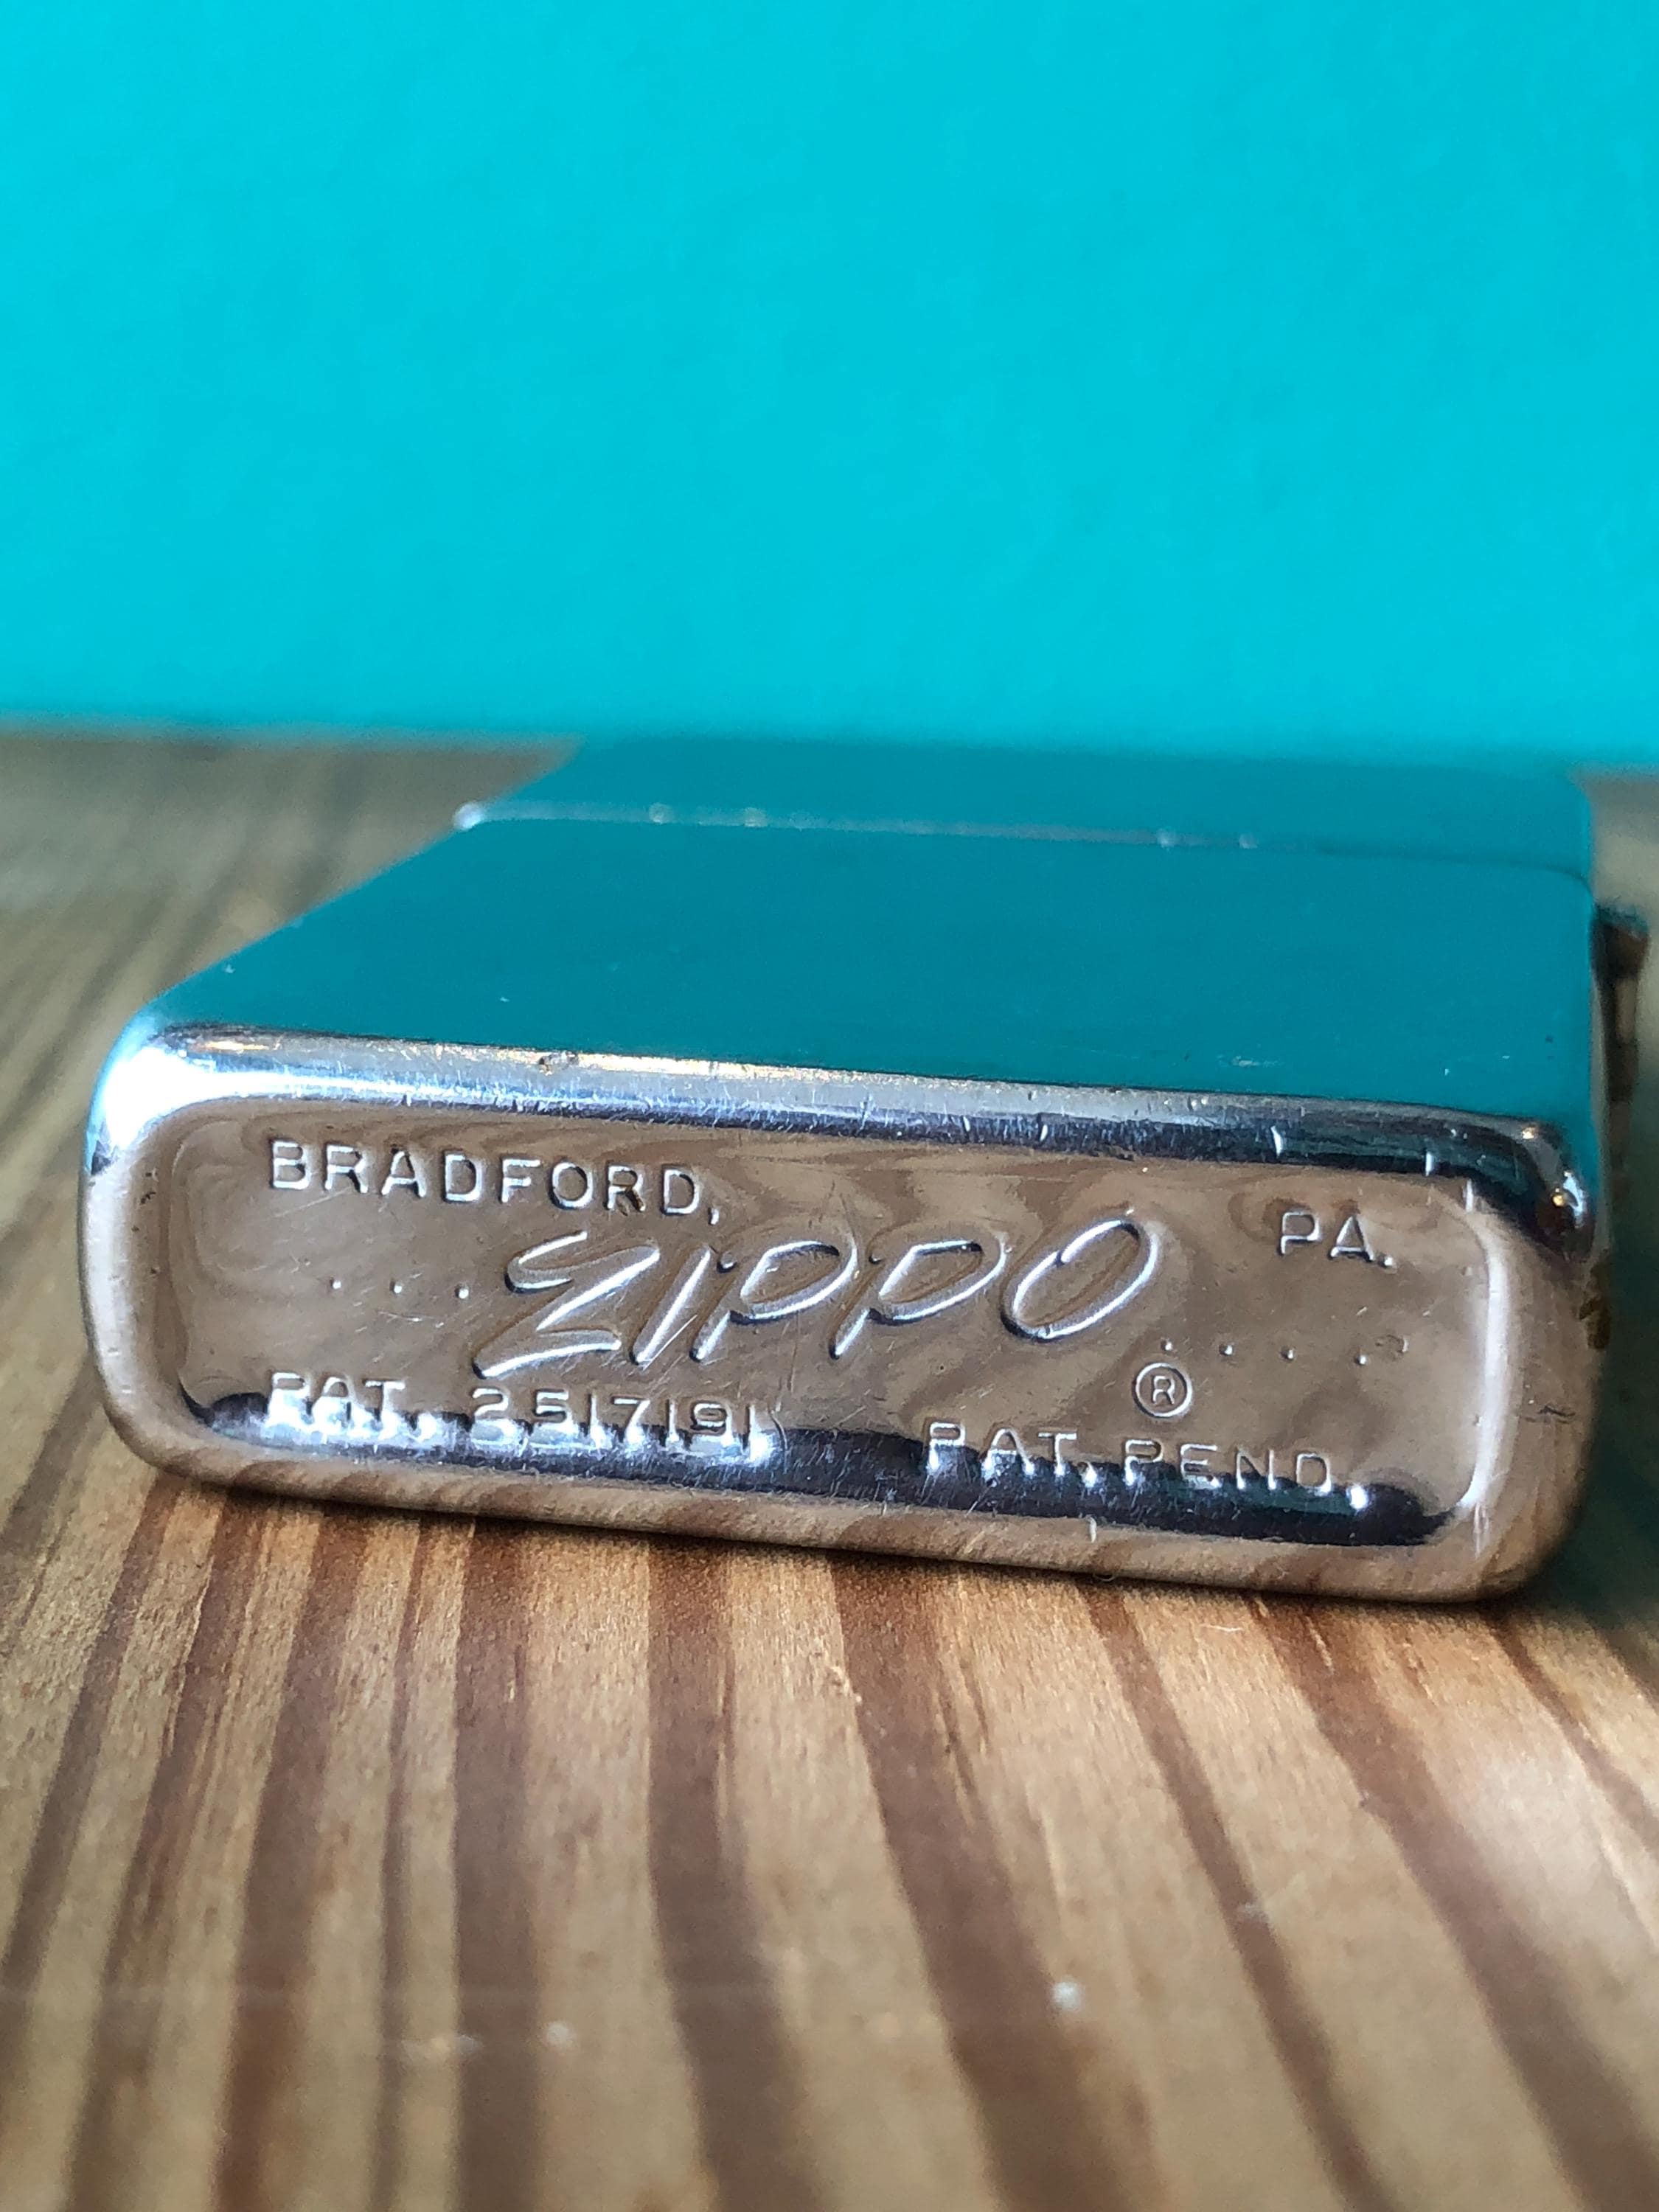 BRADFORD, PA.
... ZIPPO ....
®
PAT. 2517191 PAT. PEND.